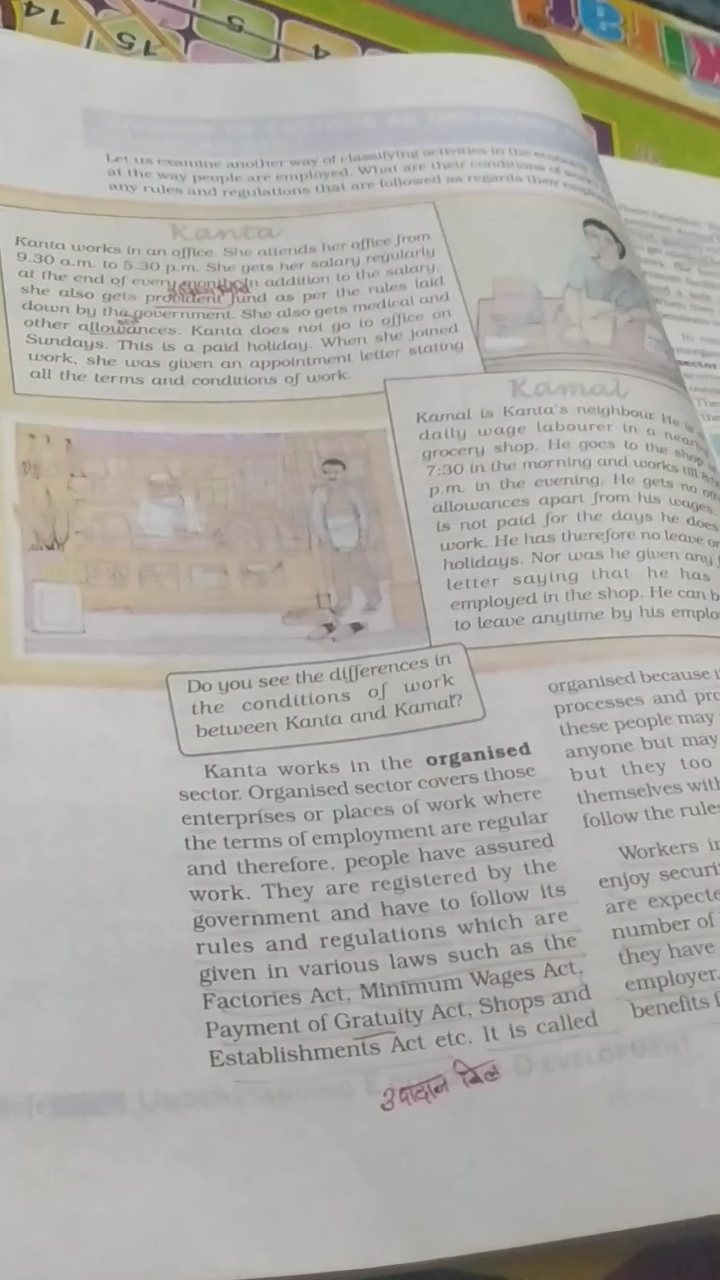 14
15
5
4
Let us examine another way of classifying activities in the economy
at the way people are employed. What are their conditions of
any rules and regulations that are followed as regards their
Kanta
Kanta works in an office. She attends her office from
9.30 a.m. to 5.30 p.m. She gets her salary regularly
at the end of every month. In addition to the salary,
she also gets provident fund as per the rules laid
down by the government. She also gets medical and
other allowances. Kanta does not go to office on
Sundays. This is a paid holiday. When she joined
work, she was given an appointment letter stating
all the terms and conditions of work.
Kamal
Kamal is Kanta's neighbour. He is
daily wage labourer in a
grocery shop. He goes to the shop
7:30 in the morning and works till
p.m. in the evening. He gets no
allowances apart from his wages.
is not paid for the days he does
work. He has therefore no leave or
holidays. Nor was he given any
letter saying that he has
employed in the shop. He can b
to leave anytime by his emplo
Do you see the differences in
the conditions of work
between Kanta and Kamal?
Kanta works in the organised
sector. Organised sector covers those
enterprises or places of work where
the terms of employment are regular
and therefore, people have assured
work. They are registered by the
government and have to follow its
rules and regulations which are
given in various laws such as the
Factories Act, Minimum Wages Act,
Payment of Gratuity Act, Shops and
Establishments Act etc. It is called
organised because i
processes and pro
these people may
anyone but may
but they too
themselves with
follow the rule
Workers in
enjoy securi
are expecte
number of
they have
employer.
benefits f
उपादान बिल
UNDERSTANDING E DEVELOPMENT